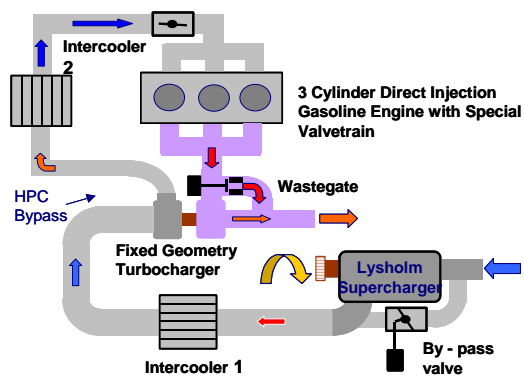 Intercooler
2
3 Cylinder Direct Injection
Gasoline Engine with Special
Valvetrain
HPC
Bypass
Wastegate
Fixed Geometry
Turbocharger
Lysholm
Supercharger
Intercooler 1
By - pass
valve